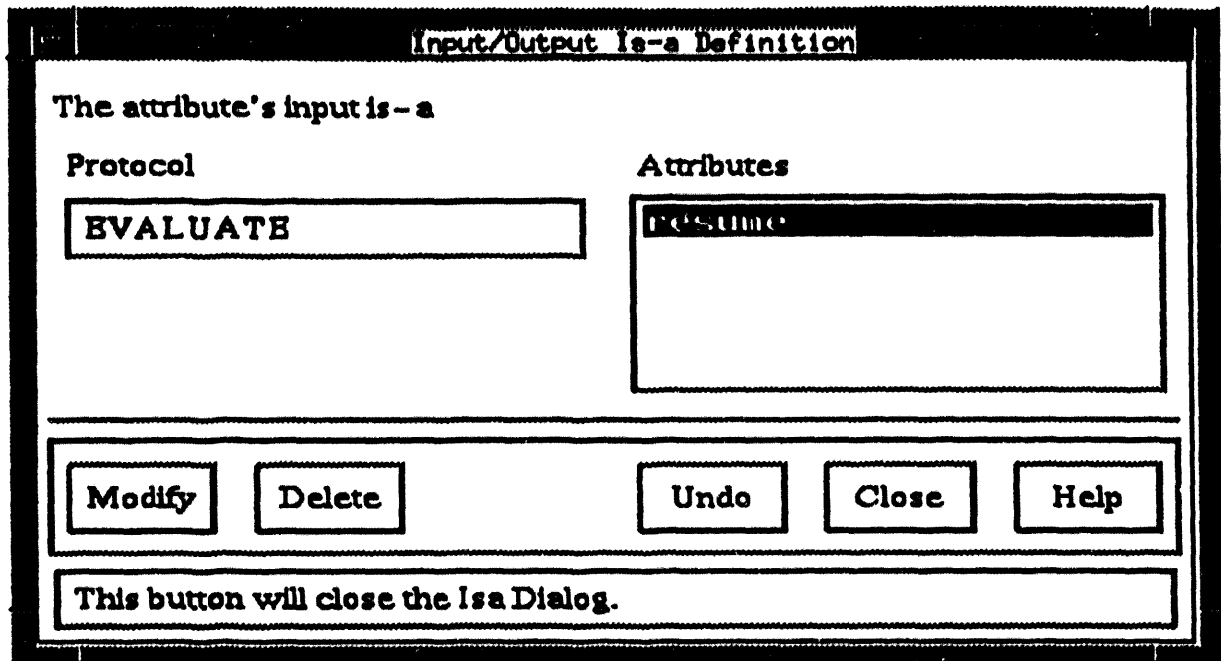 Input/Output Is-a Definition
The attribute's input is-a
Protocol
Attributes
EVALUATE
resume
Modify
Delete
Undo
Close
Help
This button will close the Isa Dialog.